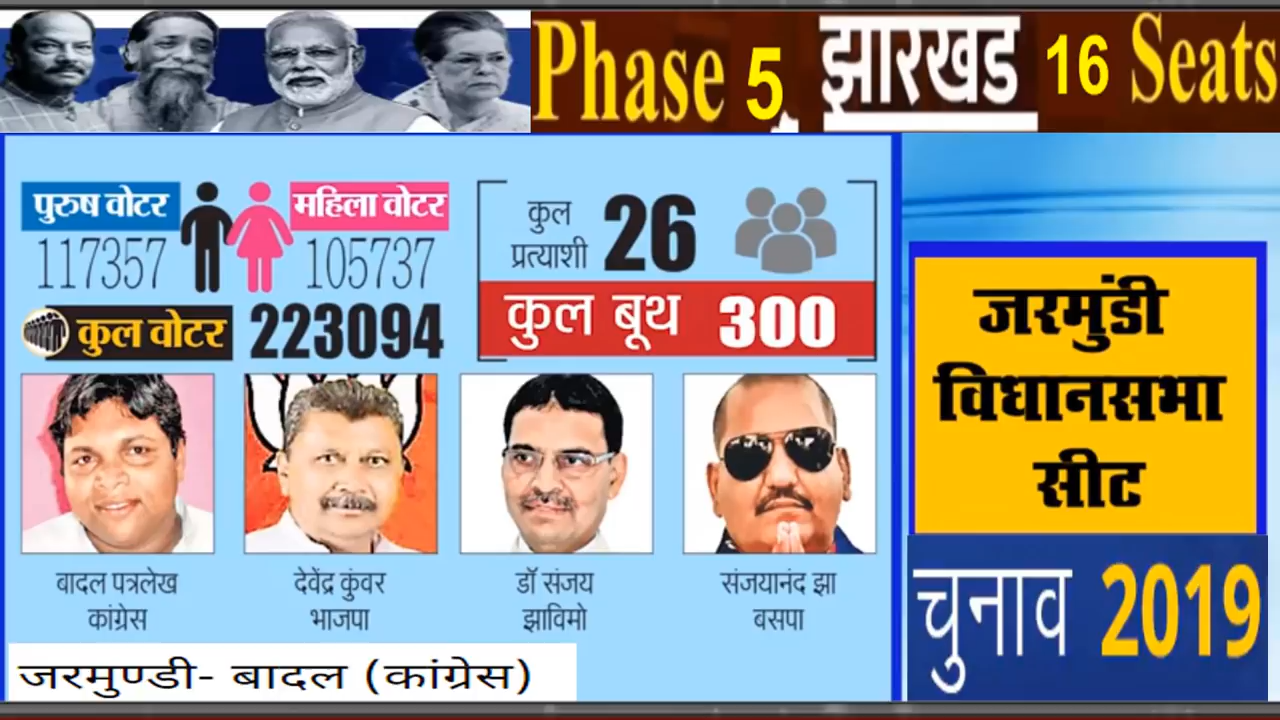 Phase 5 झारखड 16 Seats
पुरुष वोटर
महिला वोटर
117357
105737
कुल वोटर 223094
कुल
प्रत्याशी 26
कुल बूथ 300
बादल पत्रलेख
कांग्रेस
देवेंद्र कुंवर
भाजपा
डॉ संजय
झाविमो
संजयानंद झा
बसपा
जरमुण्डी- बादल (कांग्रेस)
जरमुंडी
विधानसभा
सीट
चुनाव 2019